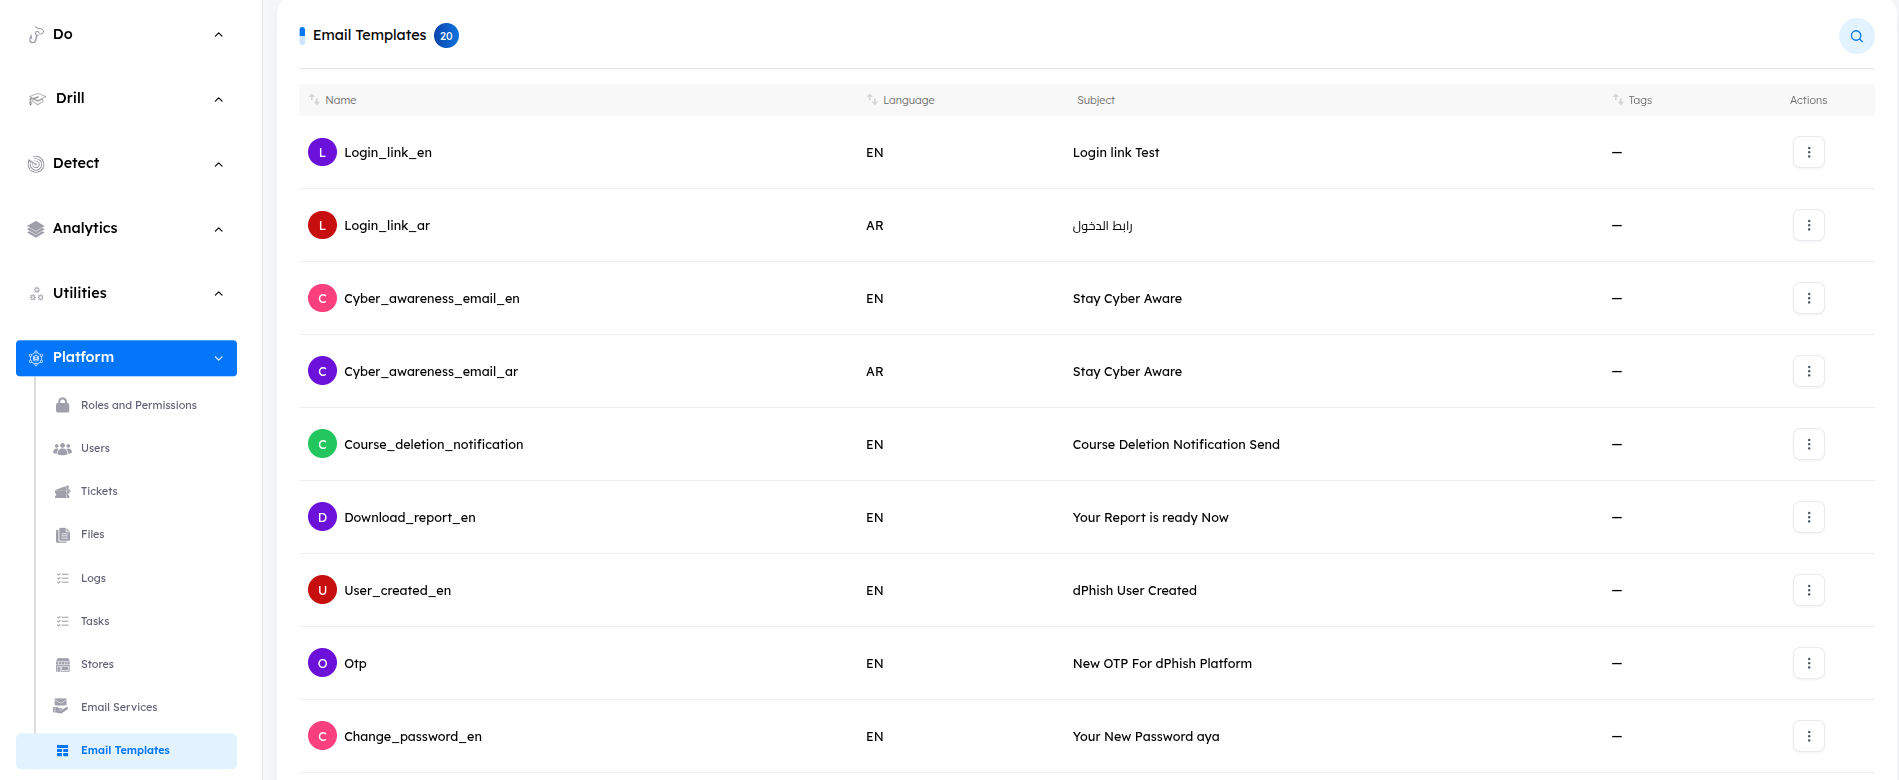 Do
Drill
Detect
Analytics
Utilities
Platform
Roles and Permissions
Users
Tickets
Files
Logs
Tasks
Stores
Email Services
Email Templates
Email Templates 20
Name Language Subject Tags Actions
L Login_link_en EN Login link Test —
L Login_link_ar AR رابط الدخول —
C Cyber_awareness_email_en EN Stay Cyber Aware —
C Cyber_awareness_email_ar AR Stay Cyber Aware —
C Course_deletion_notification EN Course Deletion Notification Send —
D Download_report_en EN Your Report is ready Now —
U User_created_en EN dPhish User Created —
O Otp EN New OTP For dPhish Platform —
C Change_password_en EN Your New Password aya —